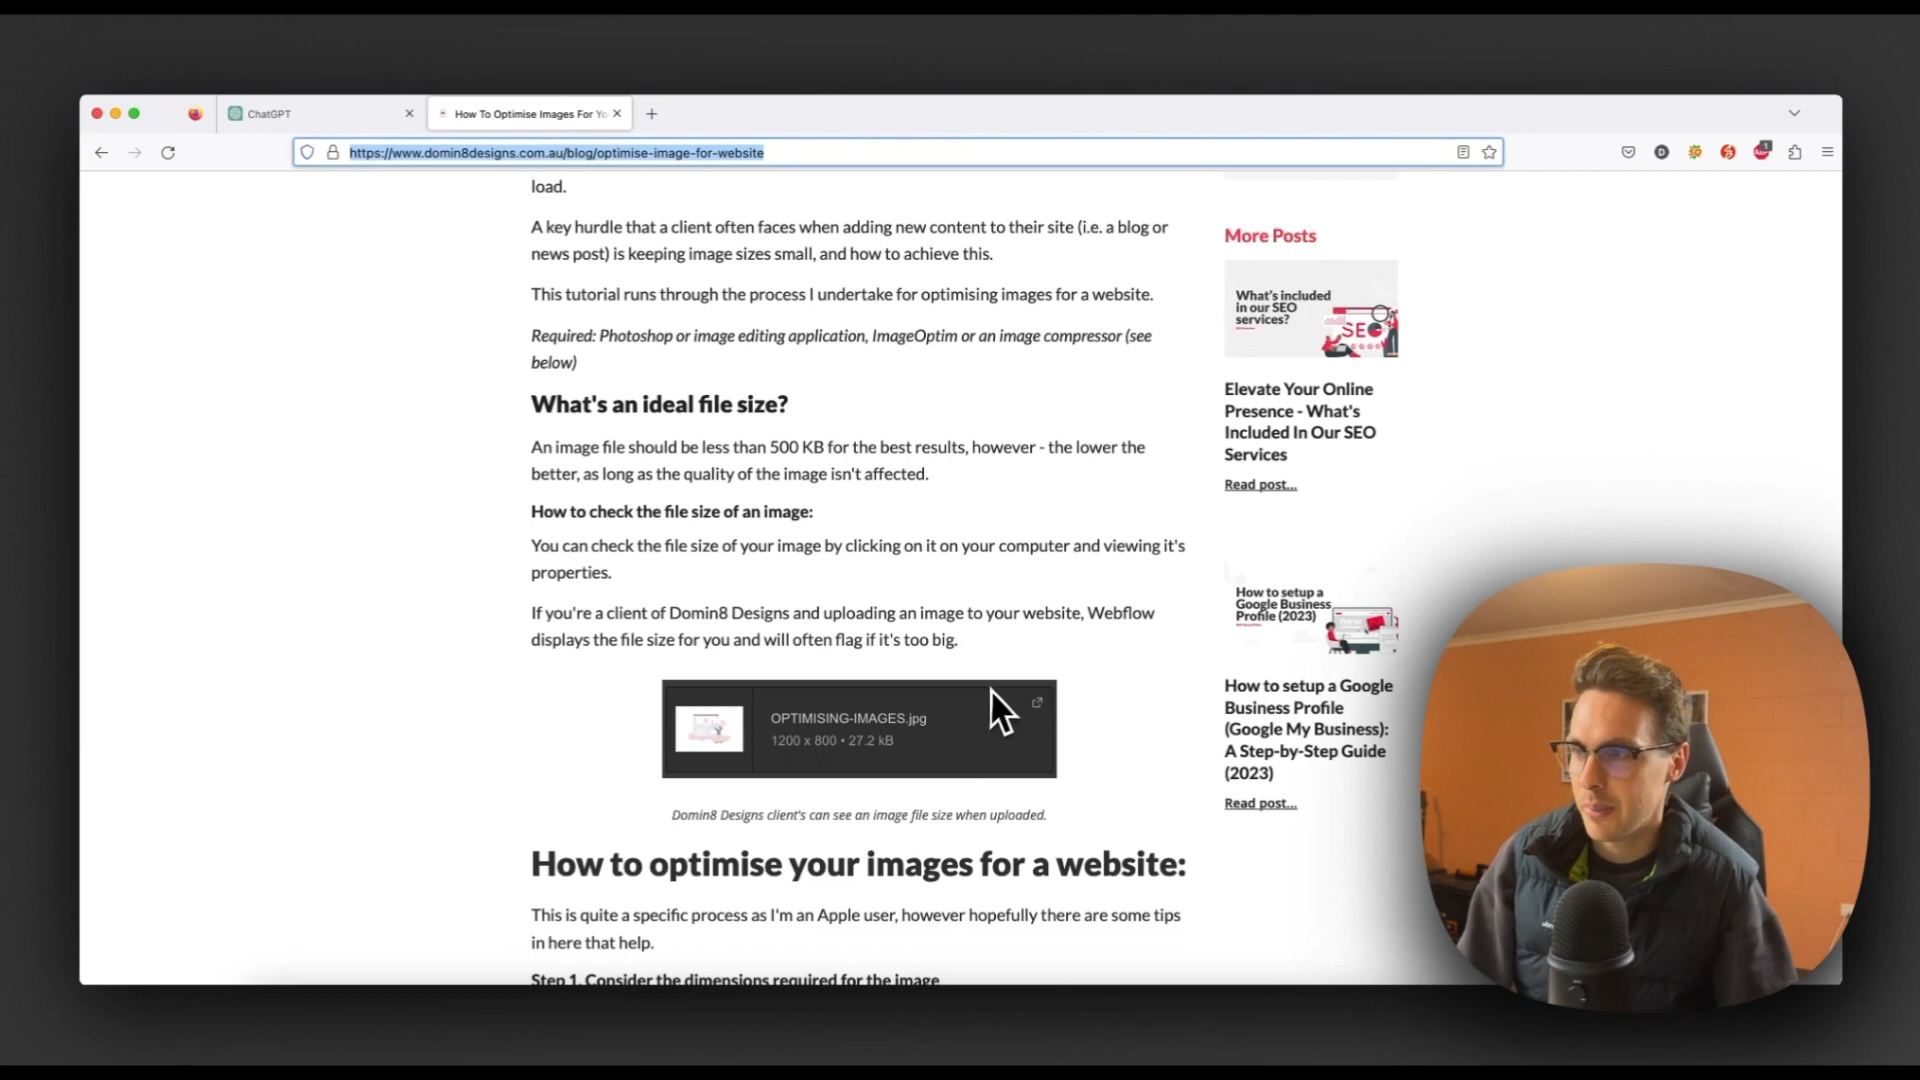 ChatGPT
How To Optimise Images For Yo
https://www.domin8designs.com.au/blog/optimise-image-for-website
1
load.
A key hurdle that a client often faces when adding new content to their site (i.e. a blog or
news post) is keeping image sizes small, and how to achieve this.
This tutorial runs through the process I undertake for optimising images for a website.
Required: Photoshop or image editing application, ImageOptim or an image compressor (see
below)
What's an ideal file size?
An image file should be less than 500 KB for the best results, however - the lower the
better, as long as the quality of the image isn't affected.
How to check the file size of an image:
You can check the file size of your image by clicking on it on your computer and viewing it's
properties.
If you're a client of Domin8 Designs and uploading an image to your website, Webflow
displays the file size for you and will often flag if it's too big.
OPTIMISING-IMAGES.jpg
1200 x 800 • 27.2 kB
Domin8 Designs client's can see an image file size when uploaded.
How to optimise your images for a website:
This is quite a specific process as I'm an Apple user, however hopefully there are some tips
in here that help.
Step 1. Consider the dimensions required for the image
More Posts
What's included
in our SEO
services?
SEO
Elevate Your Online
Presence - What's
Included In Our SEO
Services
Read post...
How to setup a
Google Business
Profile (2023)
How to setup a Google
Business Profile
(Google My Business):
A Step-by-Step Guide
(2023)
Read post...